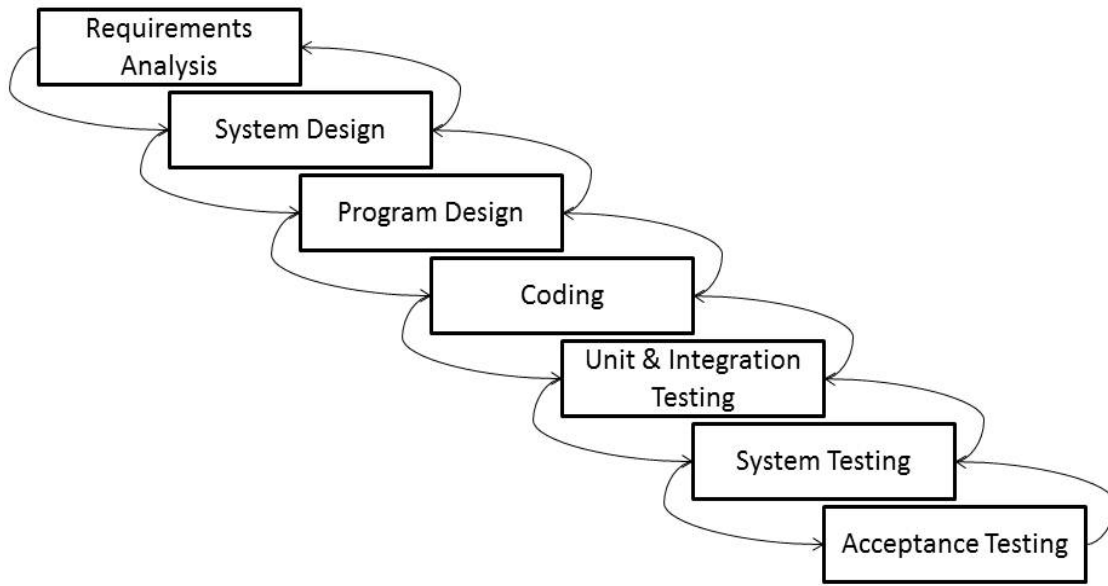 Requirements
Analysis
System Design
Program Design
Coding
Unit & Integration
Testing
System Testing
Acceptance Testing